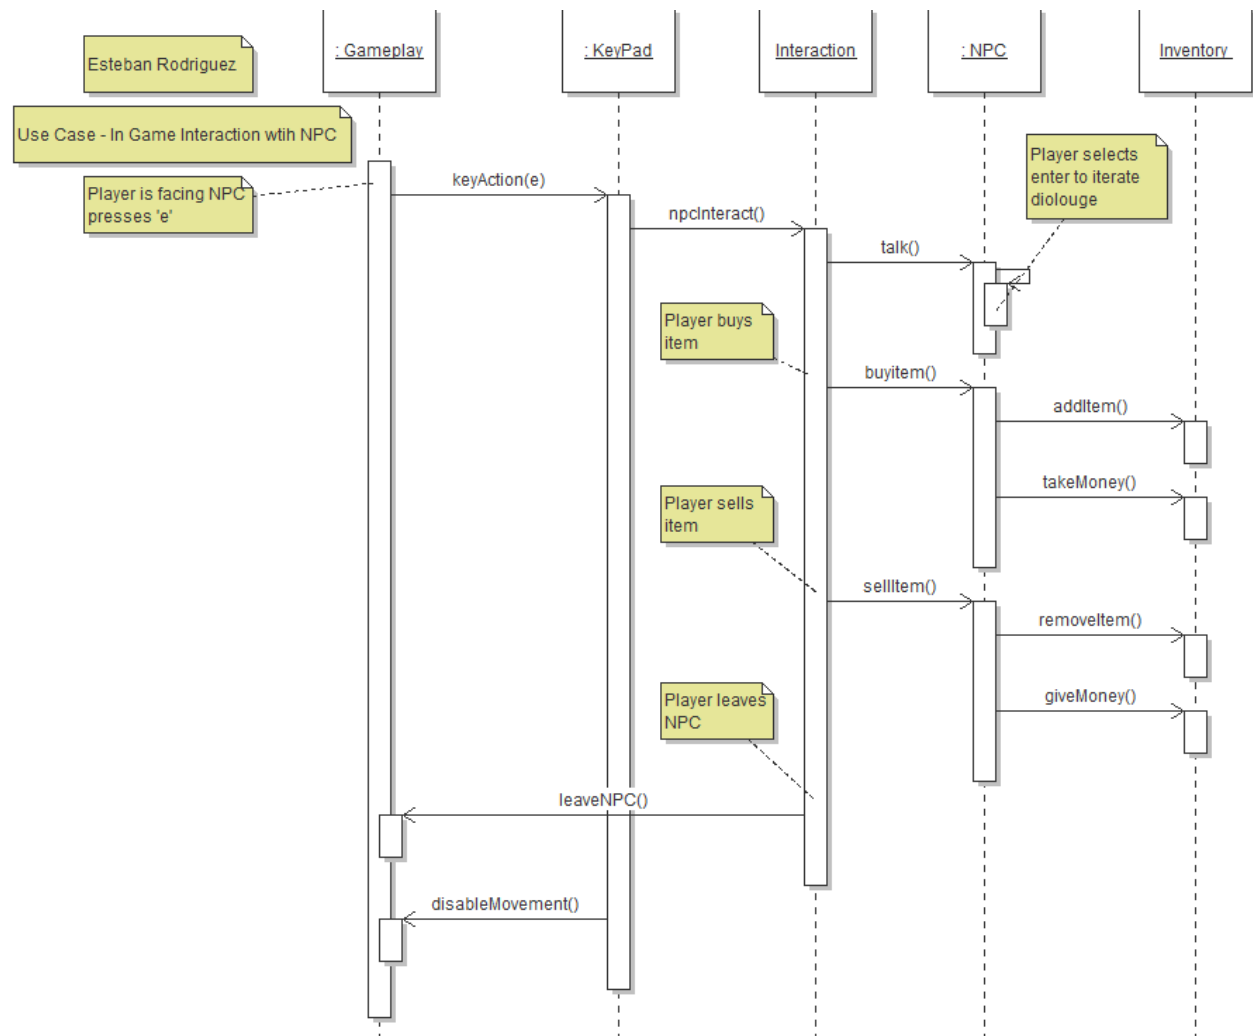 : Gameplay
: KeyPad
Interaction
: NPC
Inventory
Esteban Rodriguez
Use Case - In Game Interaction wtih NPC
Player is facing NPC
presses 'e'
Player selects
enter to iterate
diolouge
keyAction(e)
npcInteract()
talk()
Player buys
item
buyitem()
addItem()
takeMoney()
Player sells
item
sellItem()
removeItem()
giveMoney()
Player leaves
NPC
leaveNPC()
disableMovement()